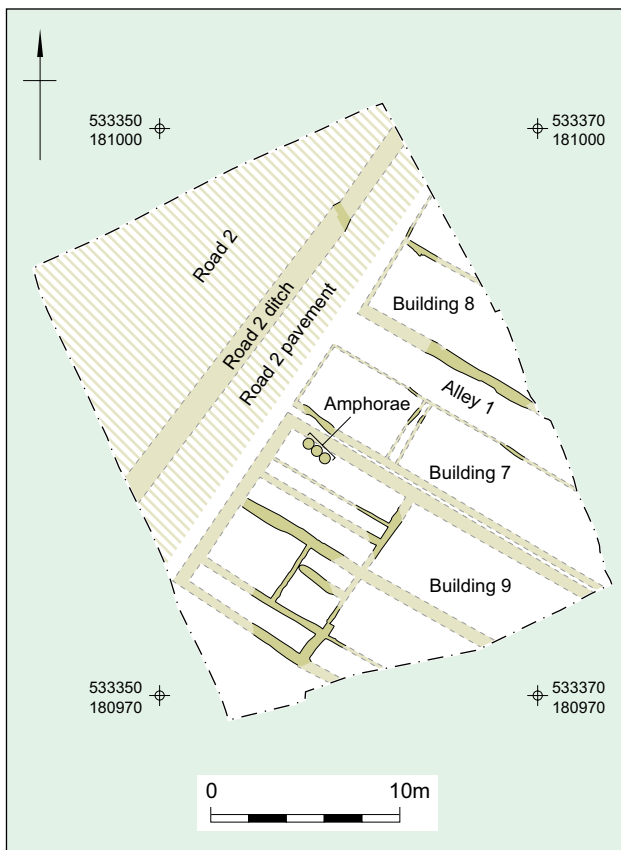 533350
181000
533370
181000
Road 2
Road 2 ditch
Road 2 pavement
Building 8
Alley 1
Amphorae
Building 7
Building 9
533350
180970
533370
180970
0
10m